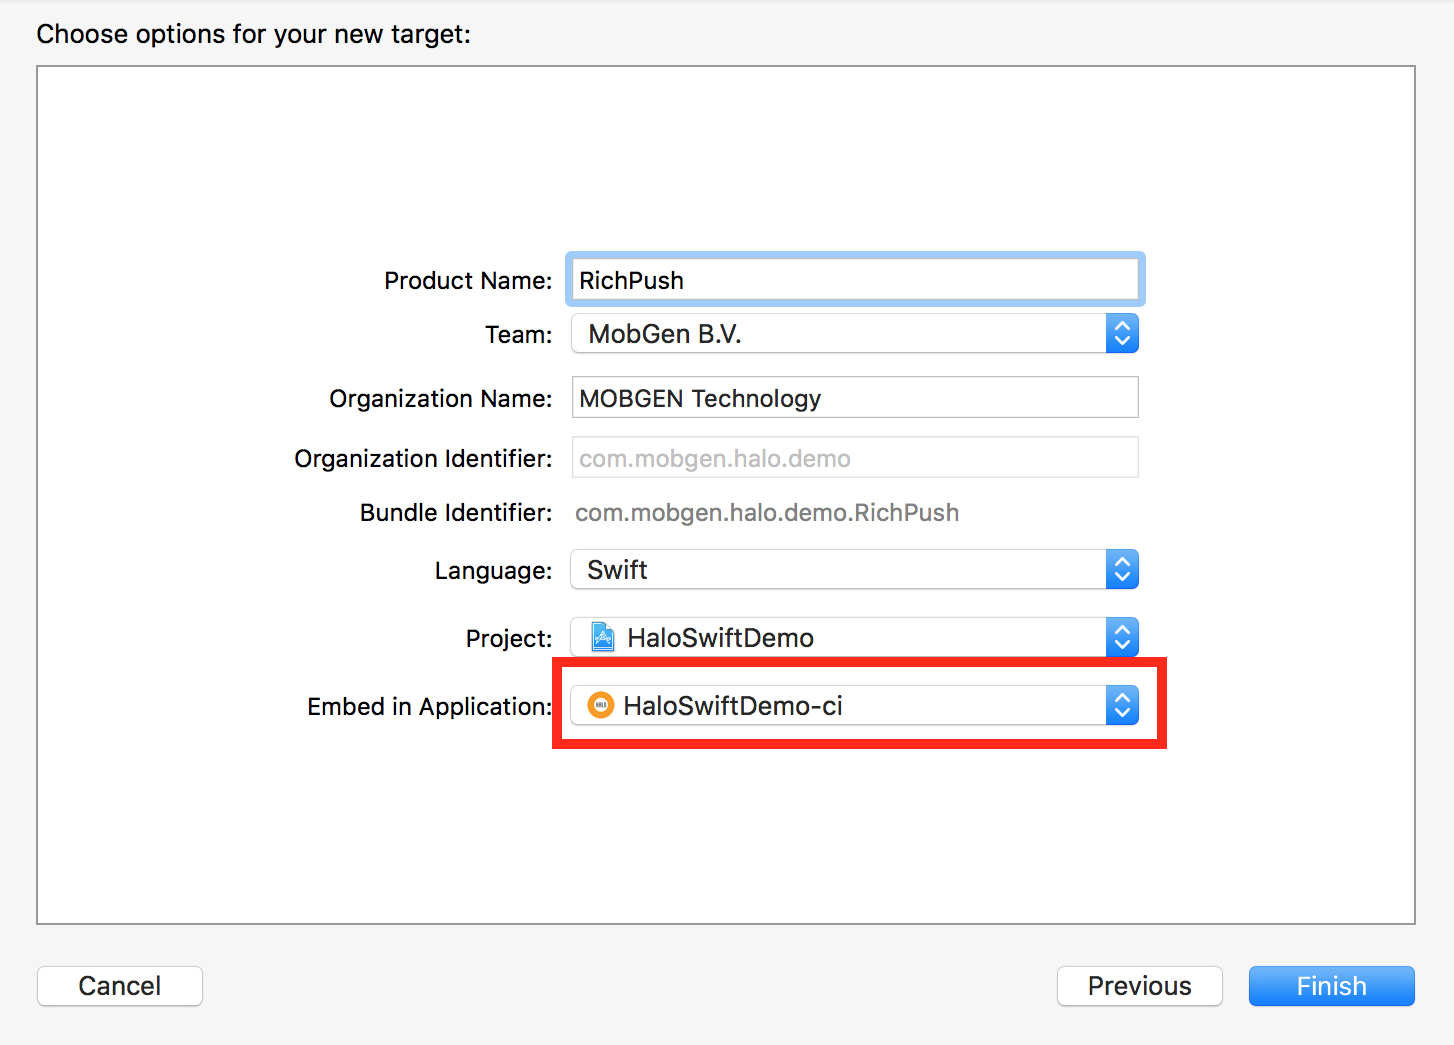 Choose options for your new target:
Product Name: RichPush
Team: MobGen B.V.
Organization Name: MOBGEN Technology
Organization Identifier: com.mobgen.halo.demo
Bundle Identifier: com.mobgen.halo.demo.RichPush
Language: Swift
Project: HaloSwiftDemo
Embed in Application: HALO HaloSwiftDemo-ci
Cancel Previous Finish